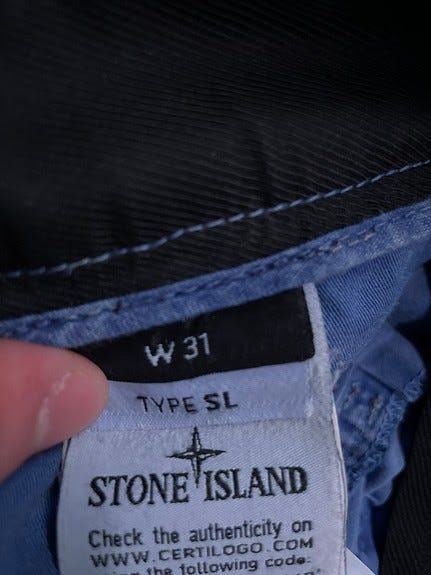 W 31
TYPE SL
STONE ISLAND
Check the authenticity on
WWW.CERTILOGO.COM
the following code: